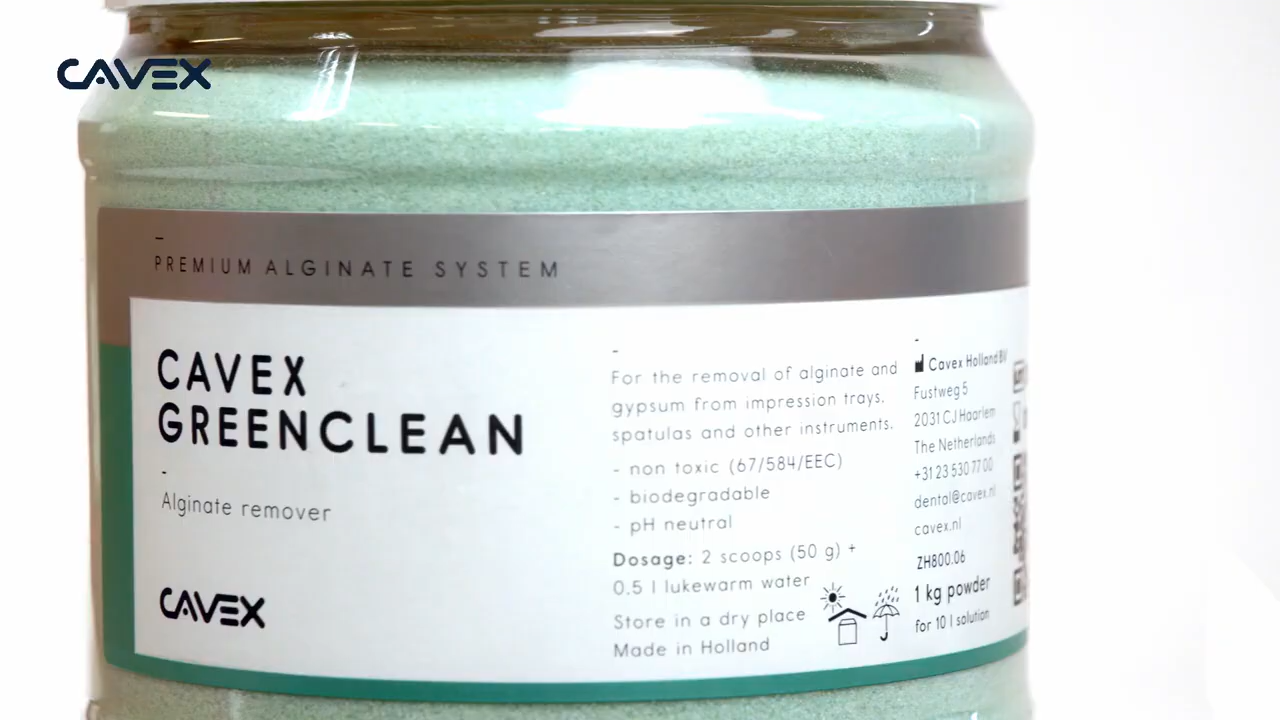 CAVEX
PREMIUM ALGINATE SYSTEM
CAVEX
GREENCLEAN
Alginate remover
CAVEX
For the removal of alginate and
gypsum from impression trays,
spatulas and other instruments.
- non toxic (67/584/EEC)
- biodegradable
- pH neutral
Dosage: 2 scoops (50 g) +
0.5 l lukewarm water
Store in a dry place
Made in Holland
Cavex Holland BV
Fustweg 5
2031 CJ Haarlem
The Netherlands
+31 23 530 77 00
dental@cavex.nl
cavex.nl
ZH800.06
1 kg powder
for 10 l solution